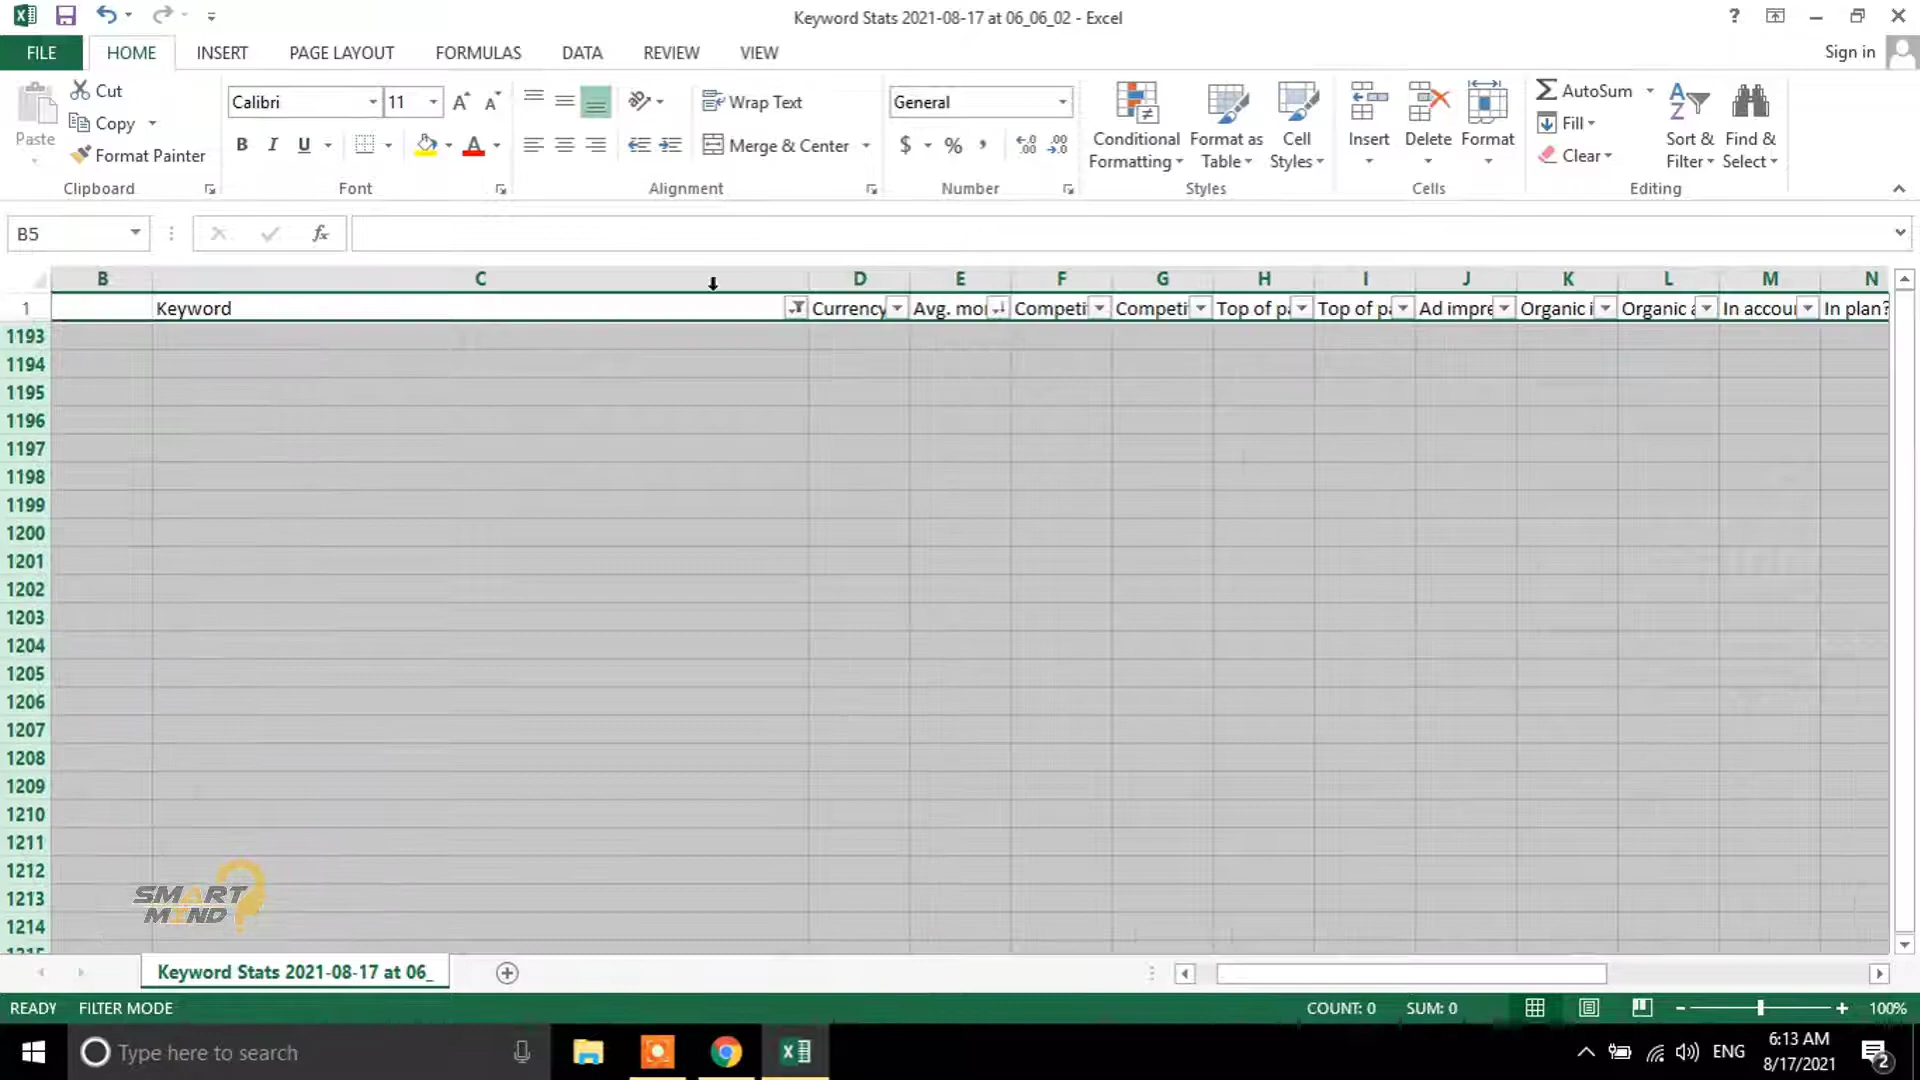 Keyword Stats 2021-08-17 at 06_06_02 - Excel
?
FILE HOME INSERT PAGE LAYOUT FORMULAS DATA REVIEW VIEW Sign in
Paste
Cut
Copy
Format Painter
Clipboard
Calibri 11
B I U
Font
Wrap Text
Merge & Center
Alignment
General
$ % ,
Number
Conditional Formatting
Format as Table
Cell Styles
Styles
Insert
Delete
Format
Cells
AutoSum
Fill
Clear
Sort & Filter
Find & Select
Editing
B5
fx
B C D E F G H I J K L M N
1 Keyword Currency Avg. mo Competi Competi Top of p Top of p Ad impre Organic i Organic In accou In plan?
1193
1194
1195
1196
1197
1198
1199
1200
1201
1202
1203
1204
1205
1206
1207
1208
1209
1210
1211
1212
1213
1214
1215
SMART
MIND
Keyword Stats 2021-08-17 at 06_
READY FILTER MODE COUNT: 0 SUM: 0 100%
Type here to search
ENG
6:13 AM
8/17/2021
2